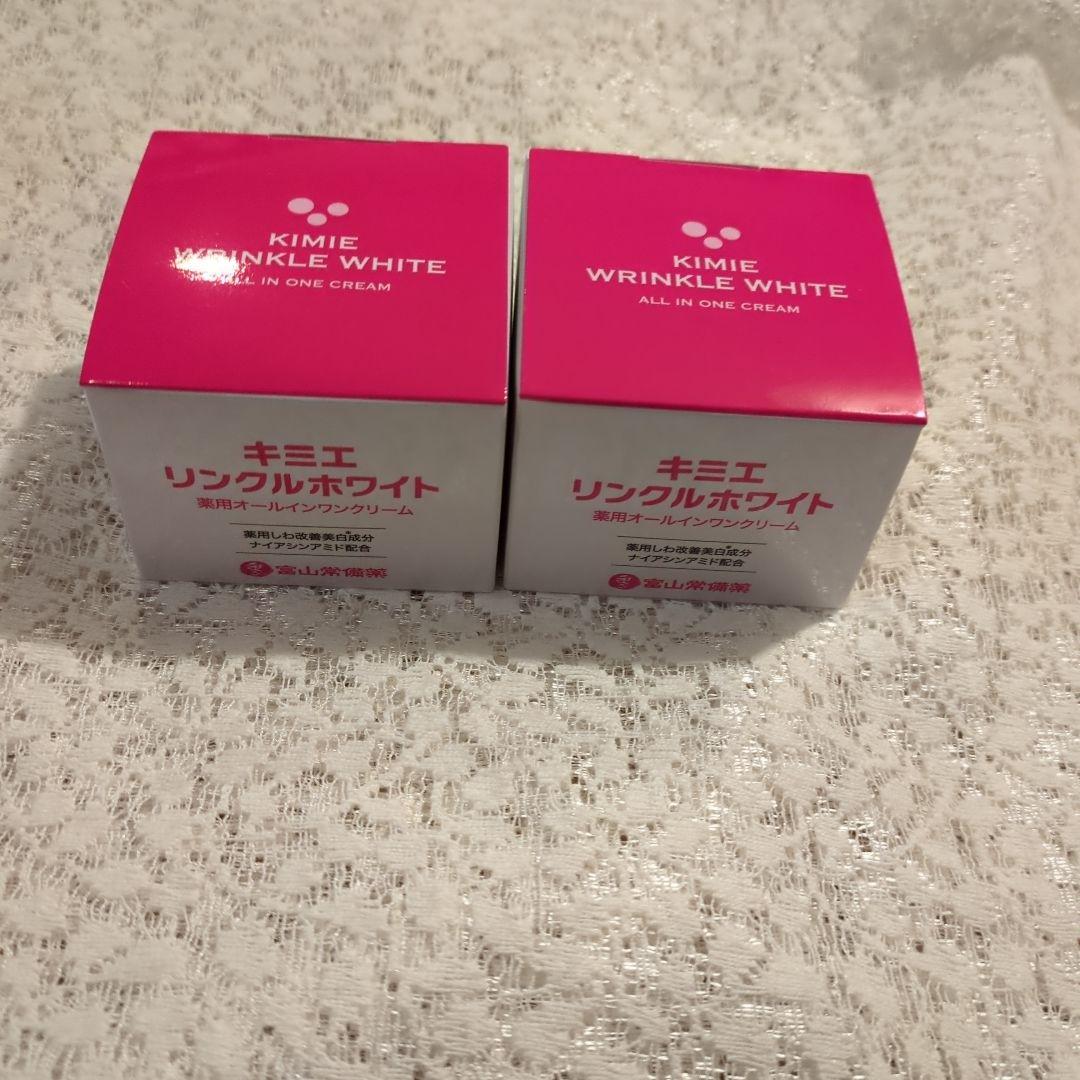 KIMIE
WRINKLE WHITE
ALL IN ONE CREAM
キミエ
リンクルホワイト
薬用オールインワンクリーム
薬用しわ改善美白*成分
ナイアシンアミド配合
富山常備薬
KIMIE
WRINKLE WHITE
ALL IN ONE CREAM
キミエ
リンクルホワイト
薬用オールインワンクリーム
薬用しわ改善美白*成分
ナイアシンアミド配合
富山常備薬